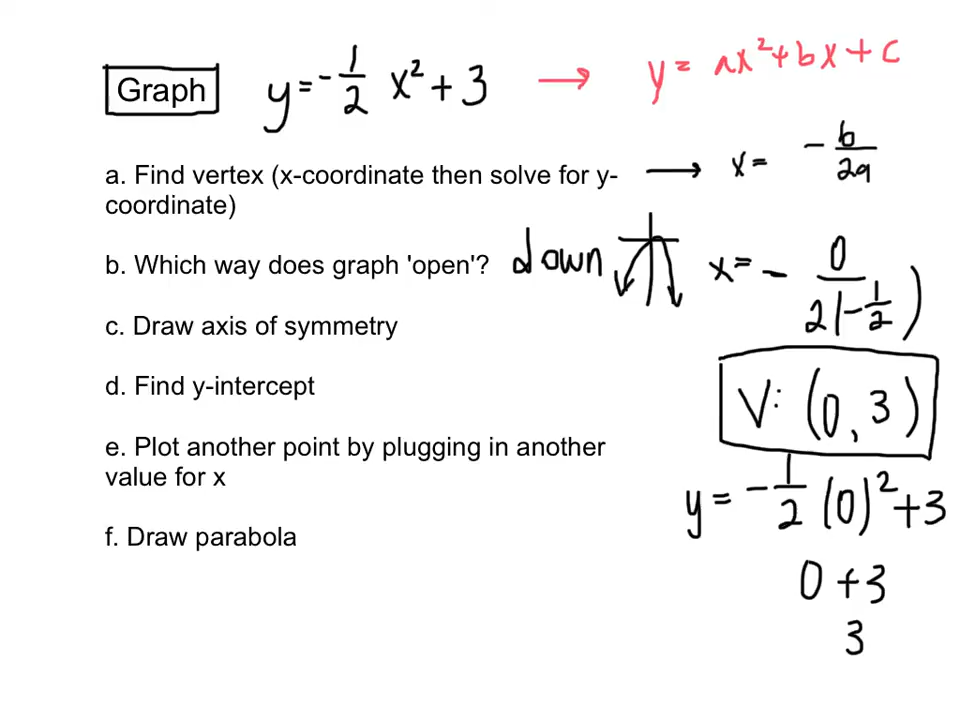 Graph y = -1/2 x² + 3 → y = ax² + bx + c
a. Find vertex (x-coordinate then solve for y- → x = -b/2a
coordinate)
b. Which way does graph 'open'? down x = - 0/2(-1/2)
c. Draw axis of symmetry
d. Find y-intercept
V: (0, 3)
e. Plot another point by plugging in another
value for x
y = -1/2 (0)² + 3
f. Draw parabola
0 + 3
3